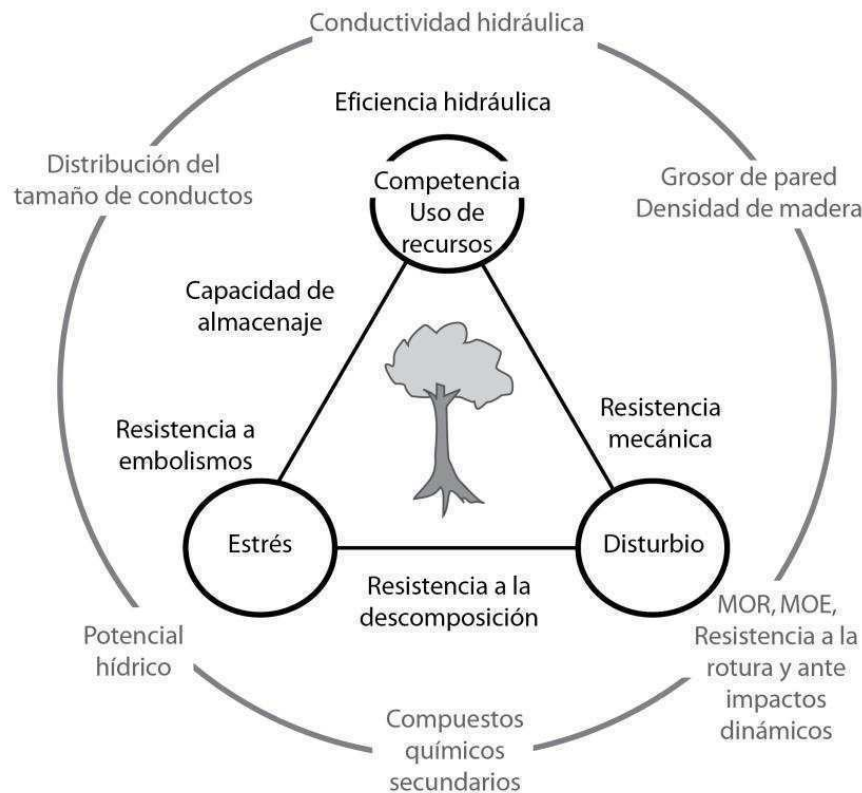 Conductividad hidráulica
Eficiencia hidráulica
Distribución del
tamaño de conductos
Competencia
Uso de
recursos
Grosor de pared
Densidad de madera
Capacidad de
almacenaje
Resistencia a
embolismos
Resistencia
mecánica
Estrés
Disturbio
Resistencia a la
descomposición
Potencial
hídrico
MOR, MOE,
Resistencia a la
rotura y ante
impactos
dinámicos
Compuestos
químicos
secundarios